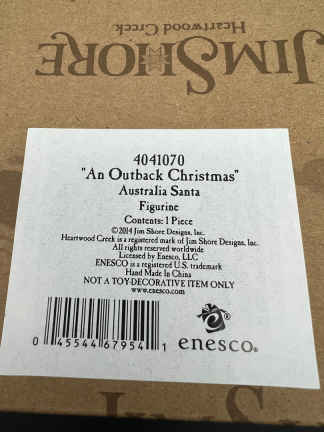 Heartwood Creek
JIM SHORE
4041070
"An Outback Christmas"
Australia Santa
Figurine
Contents: 1 Piece
©2014 Jim Shore Designs, Inc.
Heartwood Creek is a registered mark of Jim Shore Designs, Inc.
All rights reserved worldwide
Licensed by Enesco, LLC
ENESCO is a registered U.S. trademark
Hand Made In China
NOT A TOY-DECORATIVE ITEM ONLY
www.enesco.com
0 45544 67954 1
enesco®